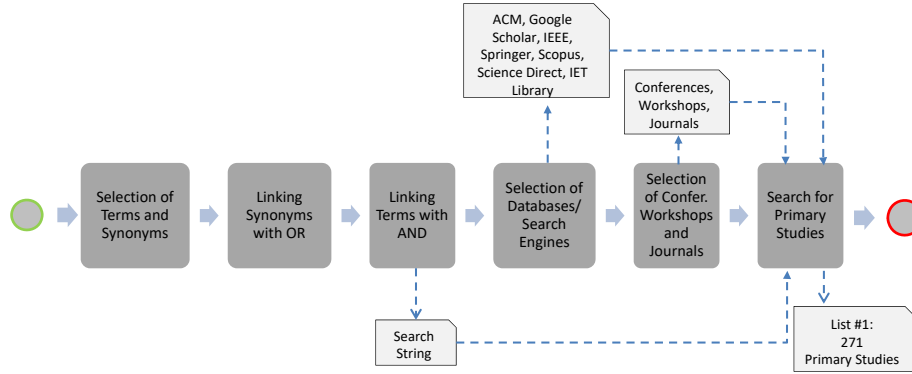 ACM, Google
Scholar, IEEE,
Springer, Scopus,
Science Direct, IET
Library
Conferences,
Workshops,
Journals
Selection of
Terms and
Synonyms
Linking
Synonyms
with OR
Linking
Terms with
AND
Selection of
Databases/
Search
Engines
Selection
of Confer.
Workshops
and
Journals
Search for
Primary
Studies
Search
String
List #1:
271
Primary Studies